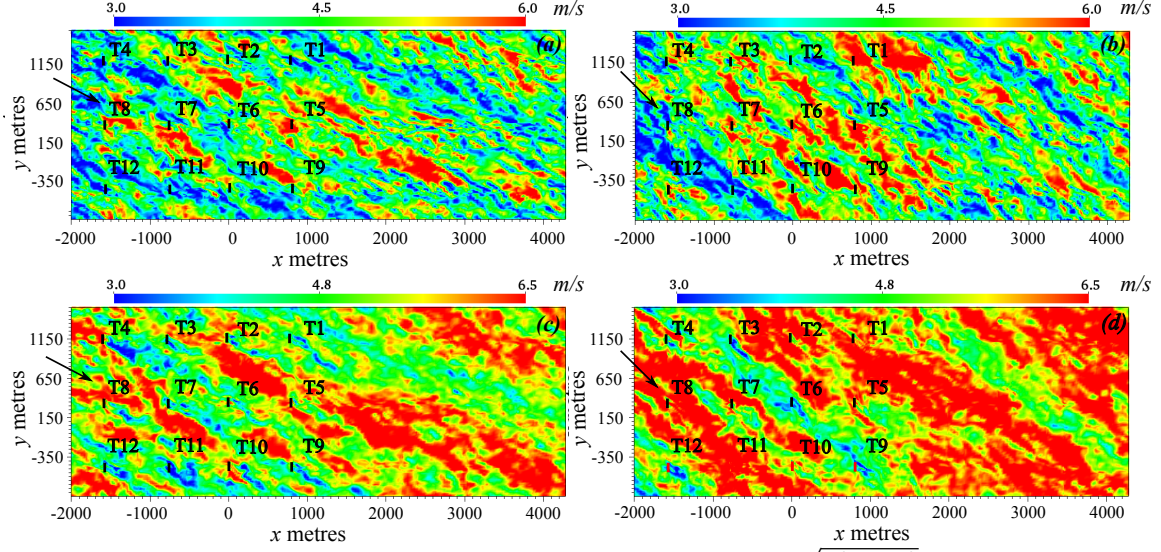 3.0 4.5 6.0 m/s
(a)
T4 T3 T2 T1
T8 T7 T6 T5
T12 T11 T10 T9
1150
650
150
-350
y metres
-2000 -1000 0 1000 2000 3000 4000
x metres
3.0 4.5 6.0 m/s
(b)
T4 T3 T2 T1
T8 T7 T6 T5
T12 T11 T10 T9
1150
650
150
-350
y metres
-2000 -1000 0 1000 2000 3000 4000
x metres
3.0 4.8 6.5 m/s
(c)
T4 T3 T2 T1
T8 T7 T6 T5
T12 T11 T10 T9
1150
650
150
-350
y metres
-2000 -1000 0 1000 2000 3000 4000
x metres
3.0 4.8 6.5 m/s
(d)
T4 T3 T2 T1
T8 T7 T6 T5
T12 T11 T10 T9
1150
650
150
-350
y metres
-2000 -1000 0 1000 2000 3000 4000
x metres